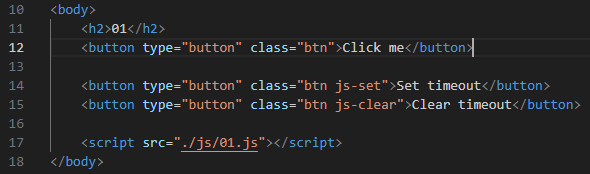 10 <body>
11 <h2>01</h2>
12 <button type="button" class="btn">Click me</button>
13
14 <button type="button" class="btn js-set">Set timeout</button>
15 <button type="button" class="btn js-clear">Clear timeout</button>
16
17 <script src="./js/01.js"></script>
18 </body>